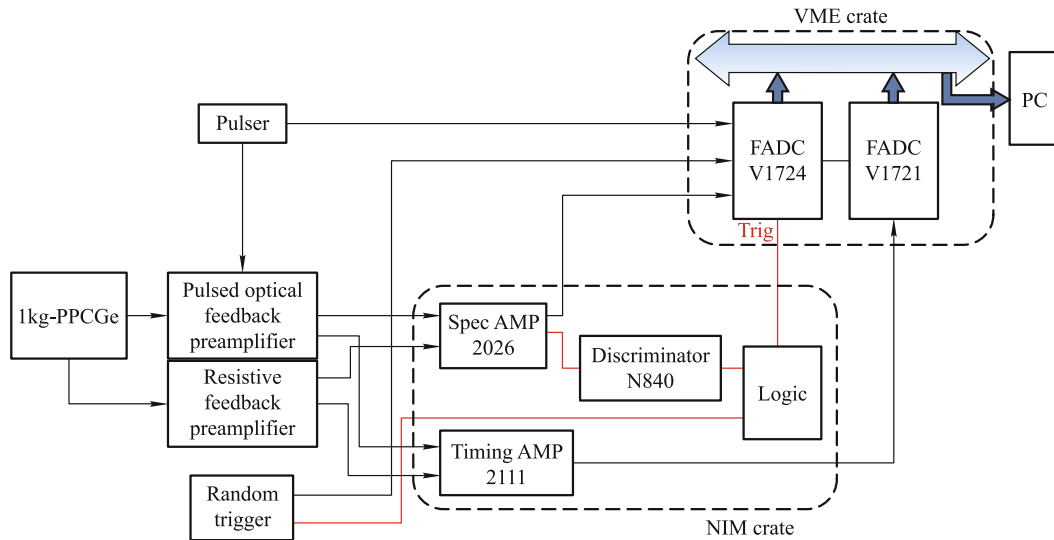 VME crate
PC
Pulser
FADC
V1724
FADC
V1721
Trig
1kg-PPCGe
Pulsed optical
feedback
preamplifier
Spec AMP
2026
Discriminator
N840
Resistive
feedback
preamplifier
Logic
Timing AMP
2111
Random
trigger
NIM crate